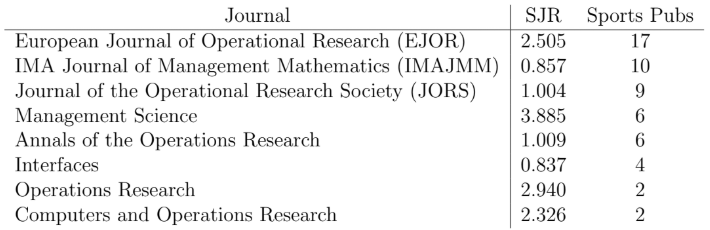 Journal SJR Sports Pubs
European Journal of Operational Research (EJOR) 2.505 17
IMA Journal of Management Mathematics (IMAJMM) 0.857 10
Journal of the Operational Research Society (JORS) 1.004 9
Management Science 3.885 6
Annals of the Operations Research 1.009 6
Interfaces 0.837 4
Operations Research 2.940 2
Computers and Operations Research 2.326 2